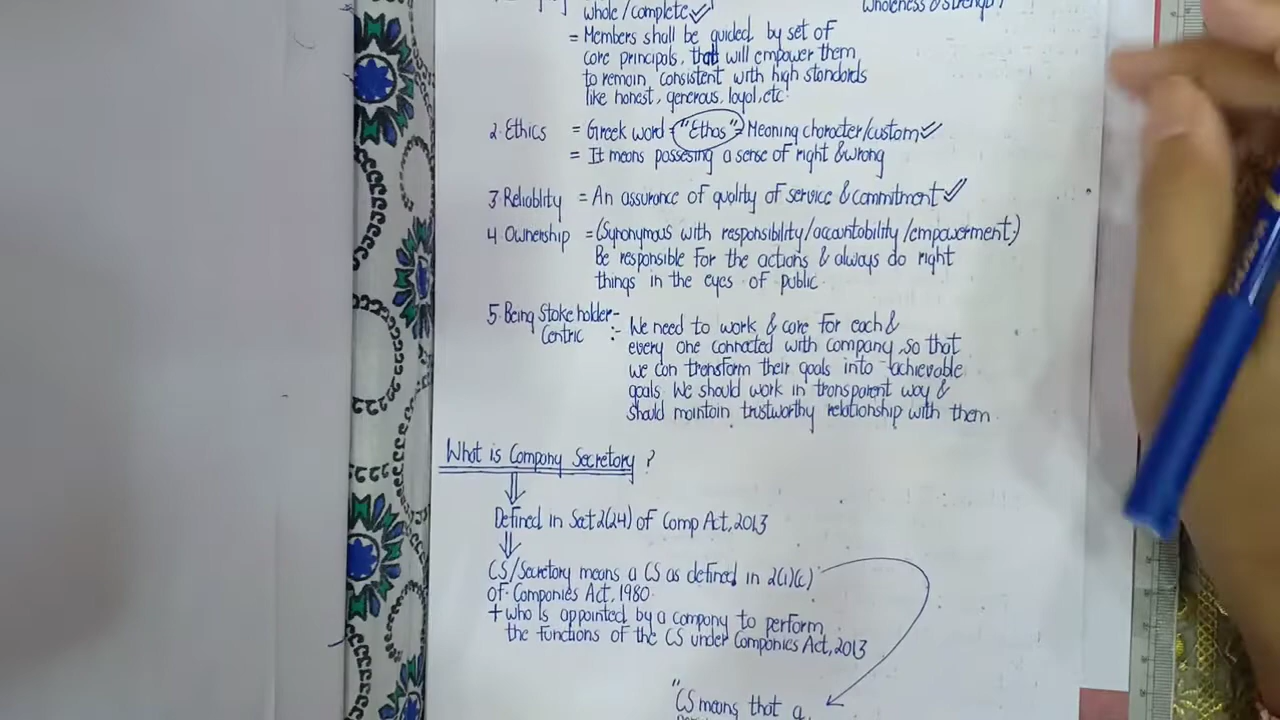 whole/complete ✓
wholeness & strength
= Members shall be guided by set of
core principals, that will empower them
to remain consistent with high standards
like honest, generous, loyal, etc.
2. Ethics = Greek word = "Ethos" = Meaning character/custom ✓
= It means possesing a sense of right & wrong
3. Reliablity = An assurance of quality of service & commitment ✓
4. Ownership = (Synonymous with responsibility/accountability/empowerment.)
Be responsible for the actions & always do right
things in the eyes of public.
5. Being Stakeholder-
Centric :- We need to work & care for each &
every one connected with company, so that
we can transform their goals into achievable
goals. We should work in transparent way &
should maintain trustworthy relationship with them.
What is Company Secretary ?
Defined in Sect 2(24) of Comp Act, 2013
CS/Secretary means a CS as defined in 2(1)(c)
of Companies Act, 1980.
+ who is appointed by a company to perform
the functions of the CS under Companies Act, 2013
"CS means that a